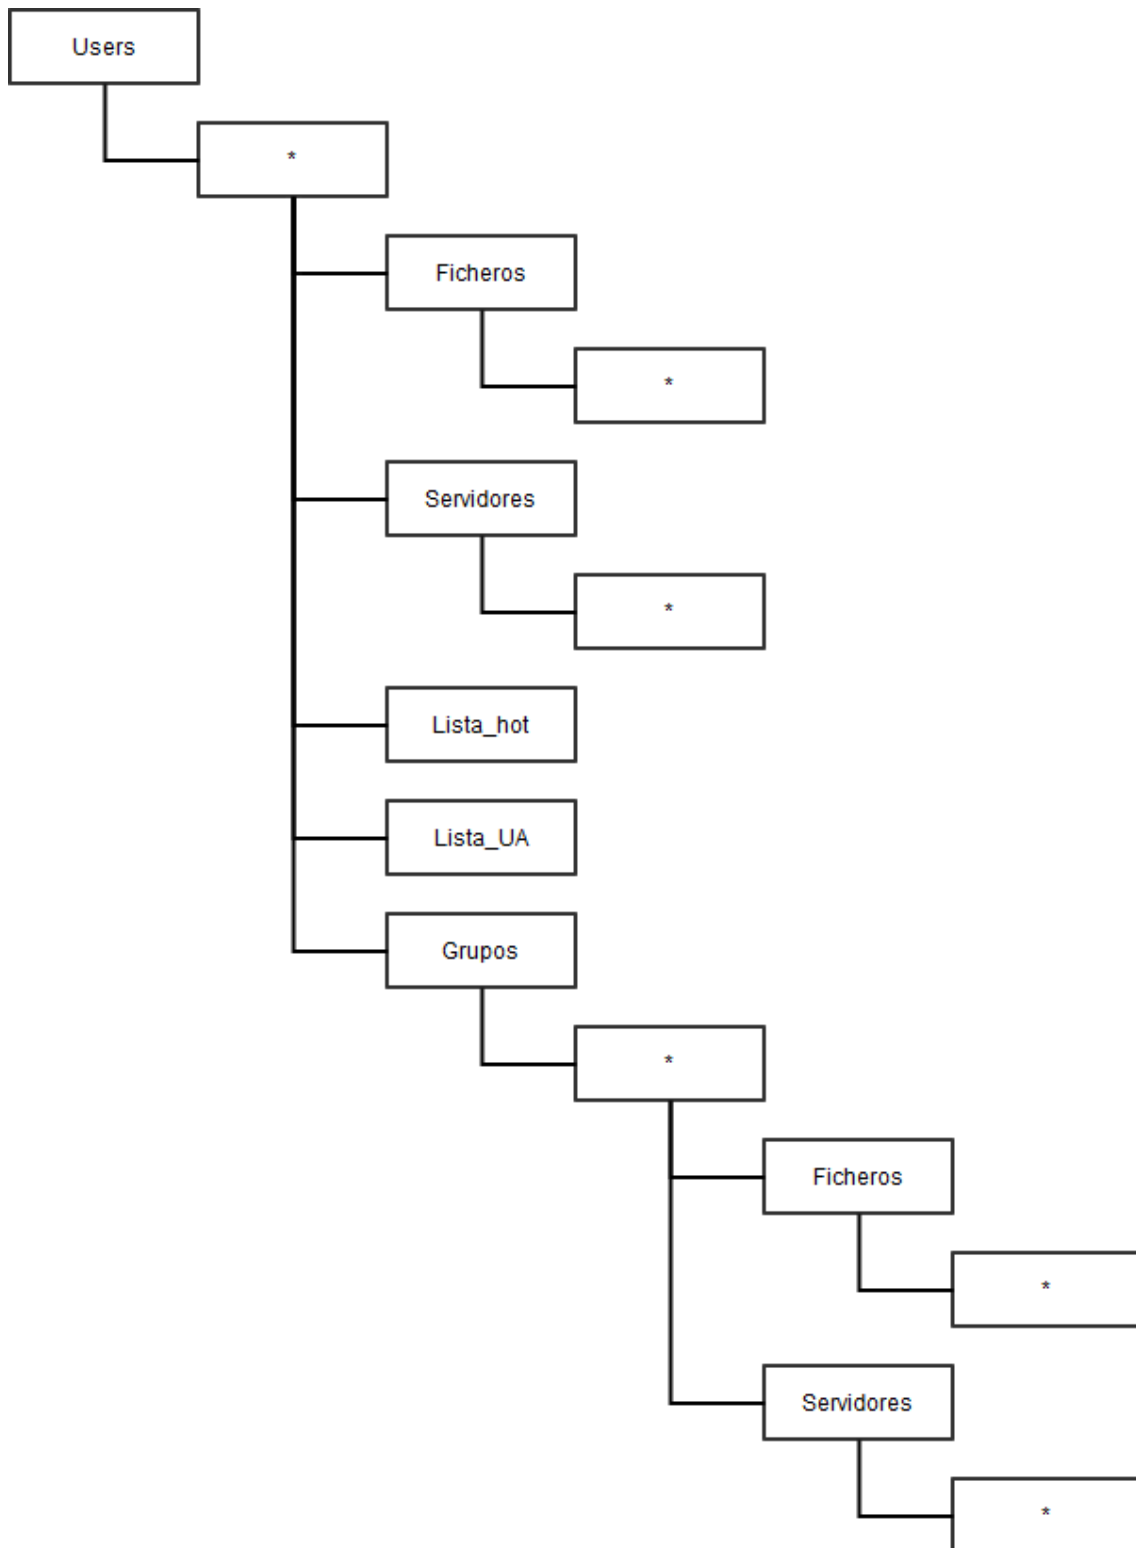 Users
*
Ficheros
*
Servidores
*
Lista_hot
Lista_UA
Grupos
*
Ficheros
*
Servidores
*